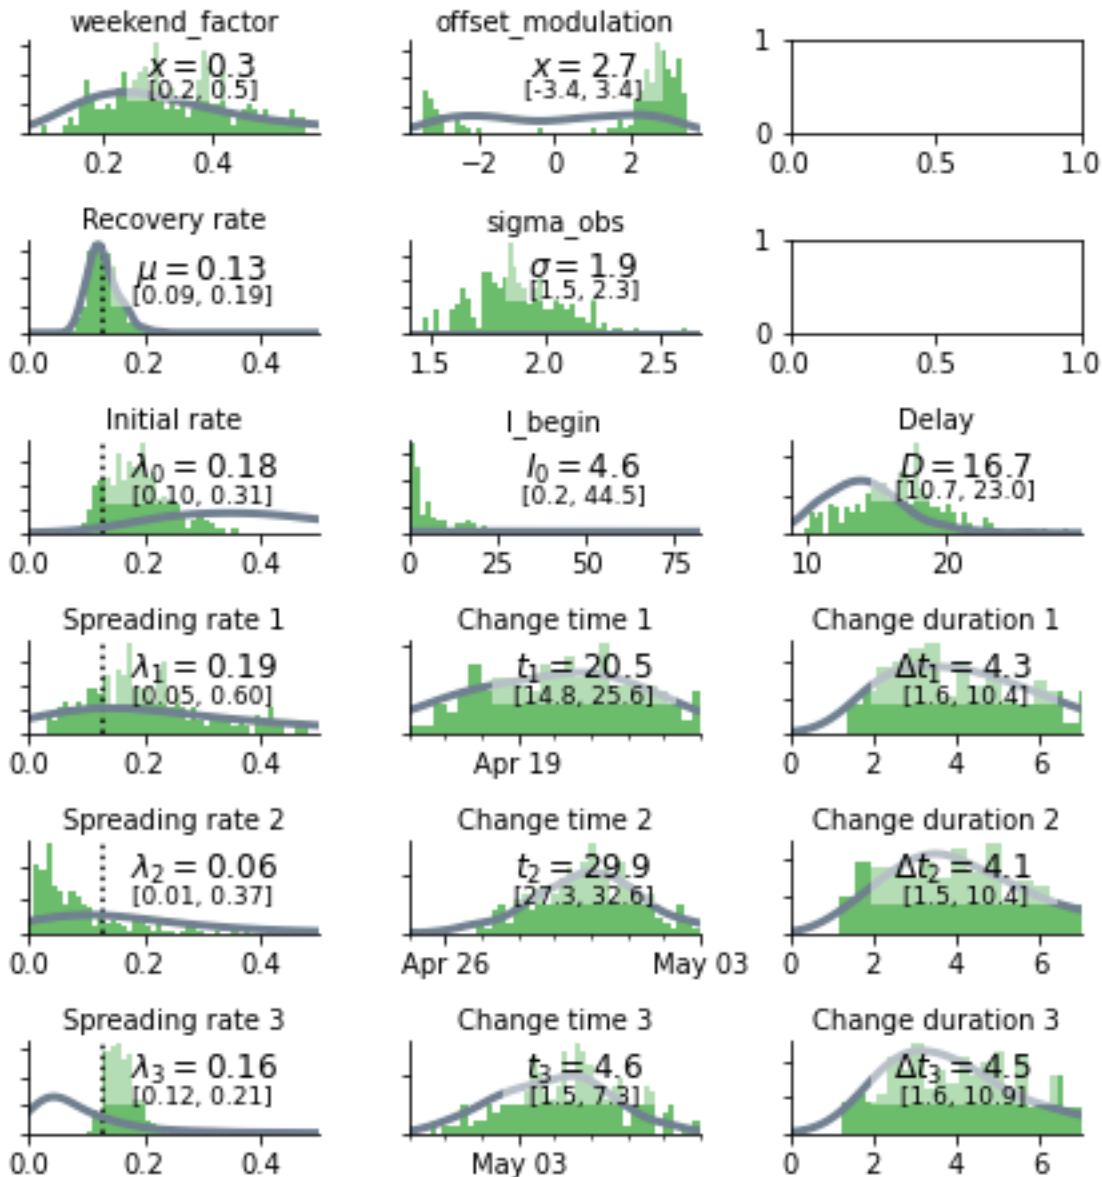 weekend_factor
x = 0.3
[0.2, 0.5]
0.2 0.4
offset_modulation
x = 2.7
[-3.4, 3.4]
−2 0 2
1
0
0.0 0.5 1.0
Recovery rate
μ = 0.13
[0.09, 0.19]
0.0 0.2 0.4
sigma_obs
σ = 1.9
[1.5, 2.3]
1.5 2.0 2.5
1
0
0.0 0.5 1.0
Initial rate
λ0 = 0.18
[0.10, 0.31]
0.0 0.2 0.4
I_begin
I0 = 4.6
[0.2, 44.5]
0 25 50 75
Delay
D = 16.7
[10.7, 23.0]
10 20
Spreading rate 1
λ1 = 0.19
[0.05, 0.60]
0.0 0.2 0.4
Change time 1
t1 = 20.5
[14.8, 25.6]
Apr 19
Change duration 1
Δt1 = 4.3
[1.6, 10.4]
0 2 4 6
Spreading rate 2
λ2 = 0.06
[0.01, 0.37]
0.0 0.2 0.4
Change time 2
t2 = 29.9
[27.3, 32.6]
Apr 26 May 03
Change duration 2
Δt2 = 4.1
[1.5, 10.4]
0 2 4 6
Spreading rate 3
λ3 = 0.16
[0.12, 0.21]
0.0 0.2 0.4
Change time 3
t3 = 4.6
[1.5, 7.3]
May 03
Change duration 3
Δt3 = 4.5
[1.6, 10.9]
0 2 4 6